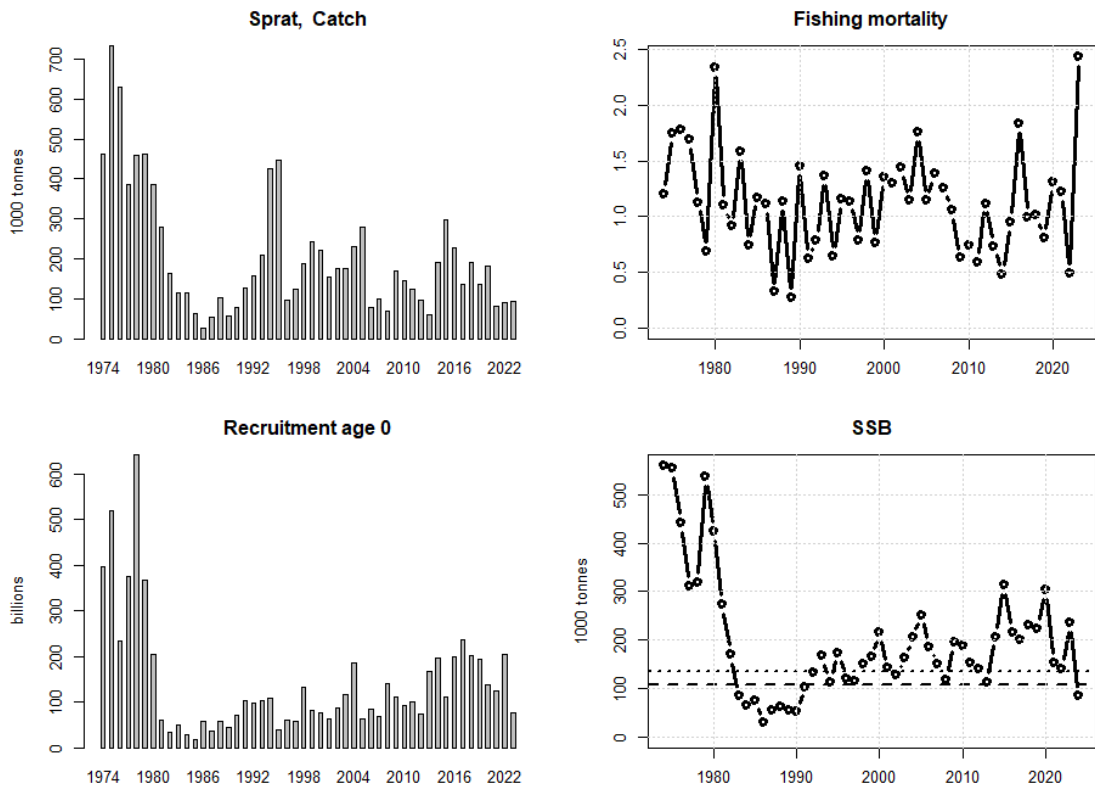 Sprat, Catch
1000 tonnes
700
600
500
400
300
200
100
0
1974 1980 1986 1992 1998 2004 2010 2016 2022
Fishing mortality
2.5
2.0
1.5
1.0
0.5
0.0
1980 1990 2000 2010 2020
Recruitment age 0
billions
600
500
400
300
200
100
0
1974 1980 1986 1992 1998 2004 2010 2016 2022
SSB
1000 tonnes
500
400
300
200
100
0
1980 1990 2000 2010 2020